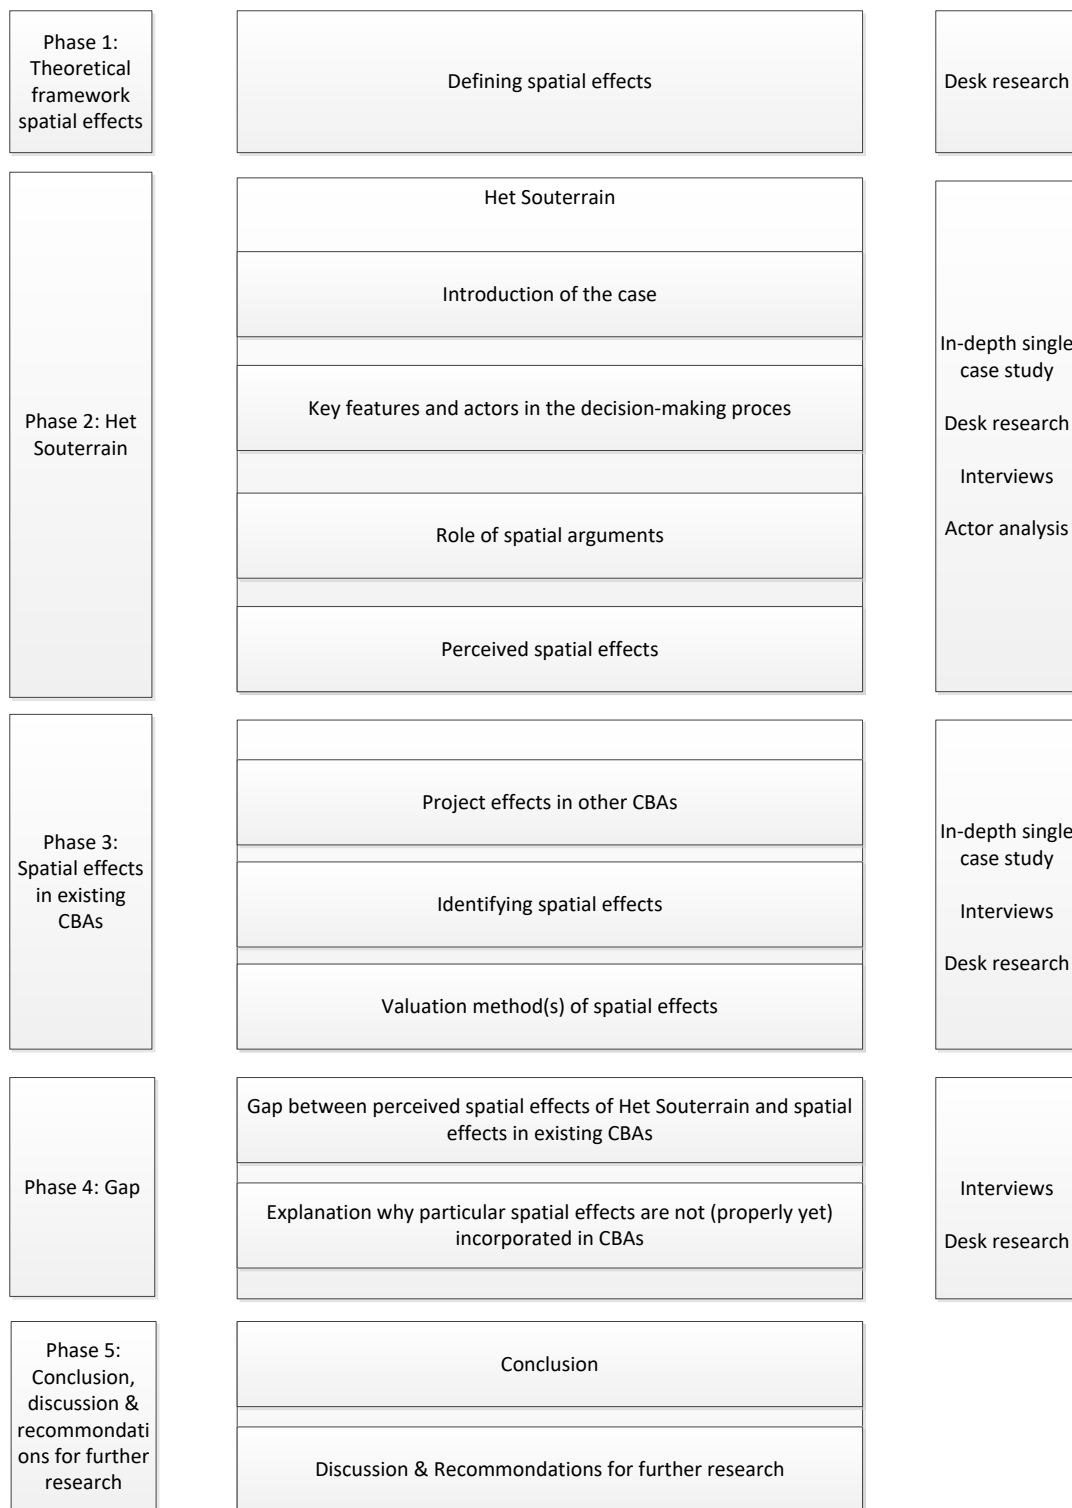 Phase 1:
Theoretical
framework
spatial effects
Defining spatial effects
Desk research
Phase 2: Het
Souterrain
Het Souterrain
Introduction of the case
Key features and actors in the decision-making proces
Role of spatial arguments
Perceived spatial effects
In-depth single
case study
Desk research
Interviews
Actor analysis
Phase 3:
Spatial effects
in existing
CBAs
Project effects in other CBAs
Identifying spatial effects
Valuation method(s) of spatial effects
In-depth single
case study
Interviews
Desk research
Phase 4: Gap
Gap between perceived spatial effects of Het Souterrain and spatial
effects in existing CBAs
Explanation why particular spatial effects are not (properly yet)
incorporated in CBAs
Interviews
Desk research
Phase 5:
Conclusion,
discussion &
recommondati
ons for further
research
Conclusion
Discussion & Recommondations for further research